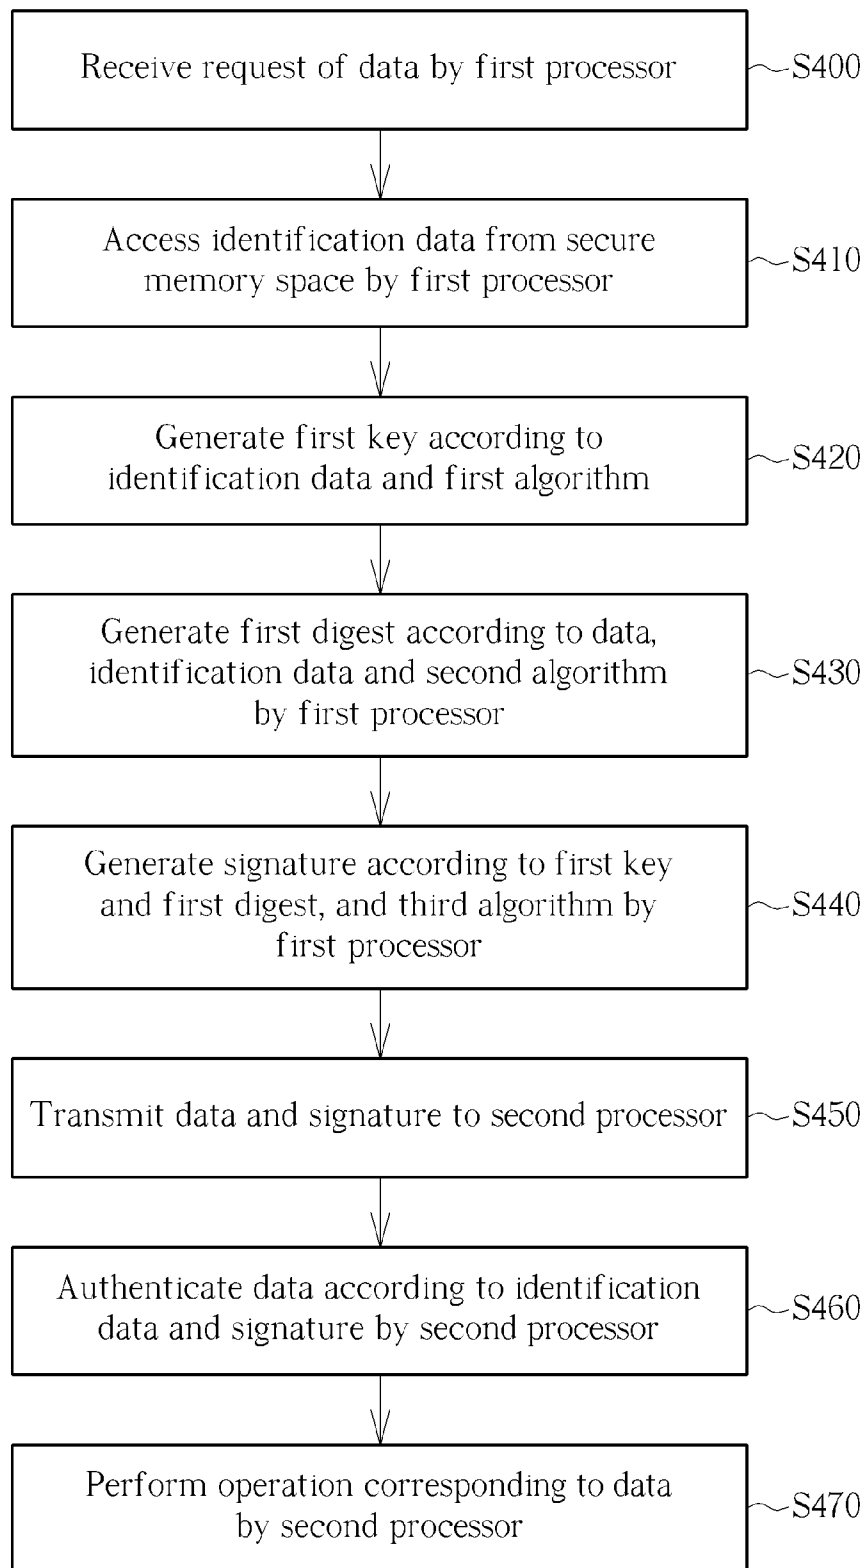 Receive request of data by first processor
S400
Access identification data from secure
memory space by first processor
S410
Generate first key according to
identification data and first algorithm
S420
Generate first digest according to data,
identification data and second algorithm
by first processor
S430
Generate signature according to first key
and first digest, and third algorithm by
first processor
S440
Transmit data and signature to second processor
S450
Authenticate data according to identification
data and signature by second processor
S460
Perform operation corresponding to data
by second processor
S470